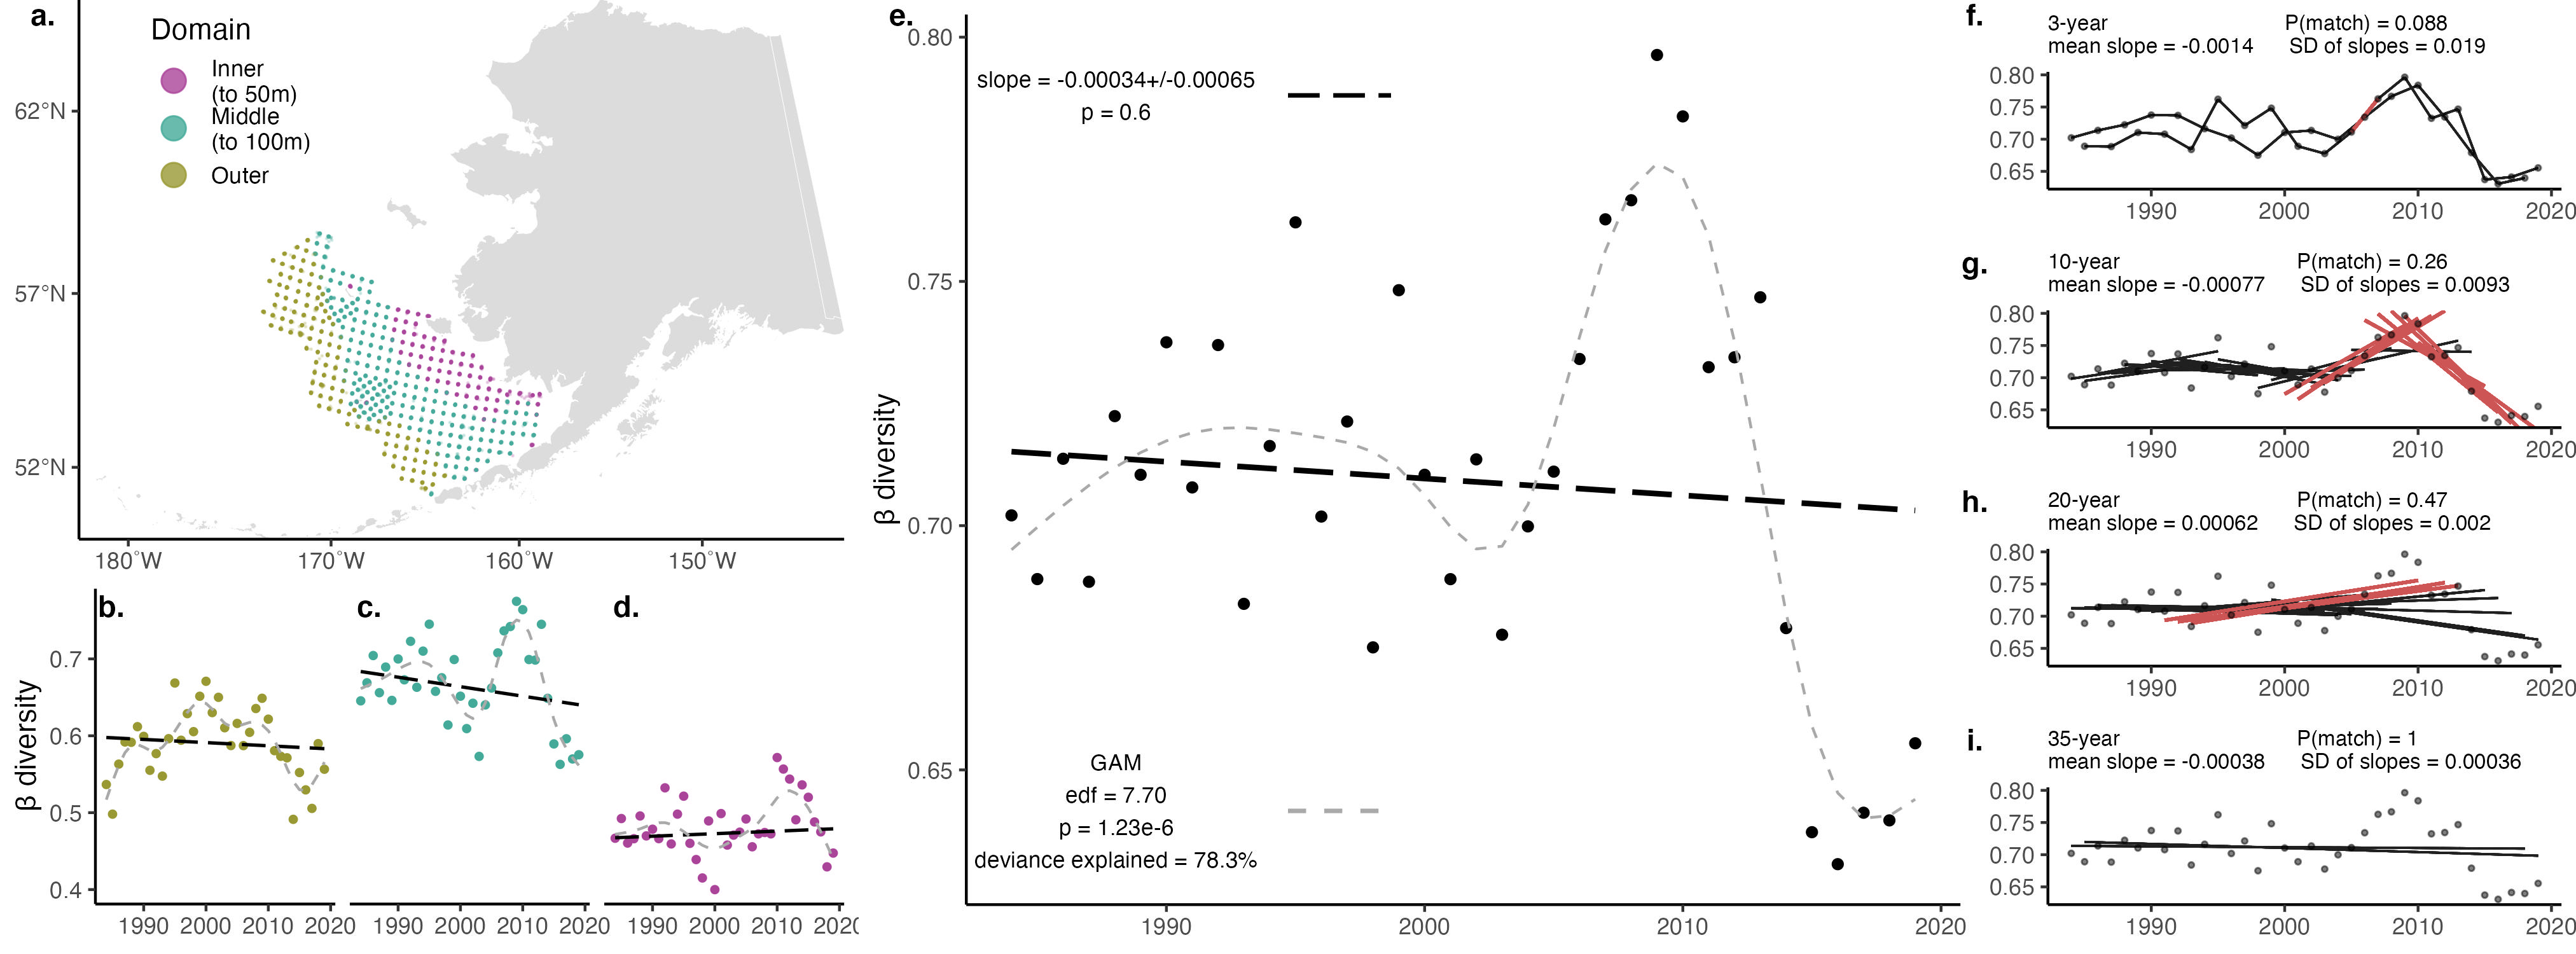 a.
Domain
Inner
(to 50m)
Middle
(to 100m)
Outer
62°N
57°N
52°N
180°W
170°W
160°W
150°W
b.
c.
d.
β diversity
0.7
0.6
0.5
0.4
1990 2000 2010 2020
1990 2000 2010 2020
1990 2000 2010 2020
e.
β diversity
0.80
0.75
0.70
0.65
slope = -0.00034+/-0.00065
p = 0.6
GAM
edf = 7.70
p = 1.23e-6
deviance explained = 78.3%
1990
2000
2010
2020
f.
3-year
P(match) = 0.088
mean slope = -0.0014
SD of slopes = 0.019
0.80
0.75
0.70
0.65
1990
2000
2010
2020
g.
10-year
P(match) = 0.26
mean slope = -0.00077
SD of slopes = 0.0093
0.80
0.75
0.70
0.65
1990
2000
2010
2020
h.
20-year
P(match) = 0.47
mean slope = 0.00062
SD of slopes = 0.002
0.80
0.75
0.70
0.65
1990
2000
2010
2020
i.
35-year
P(match) = 1
mean slope = -0.00038
SD of slopes = 0.00036
0.80
0.75
0.70
0.65
1990
2000
2010
2020